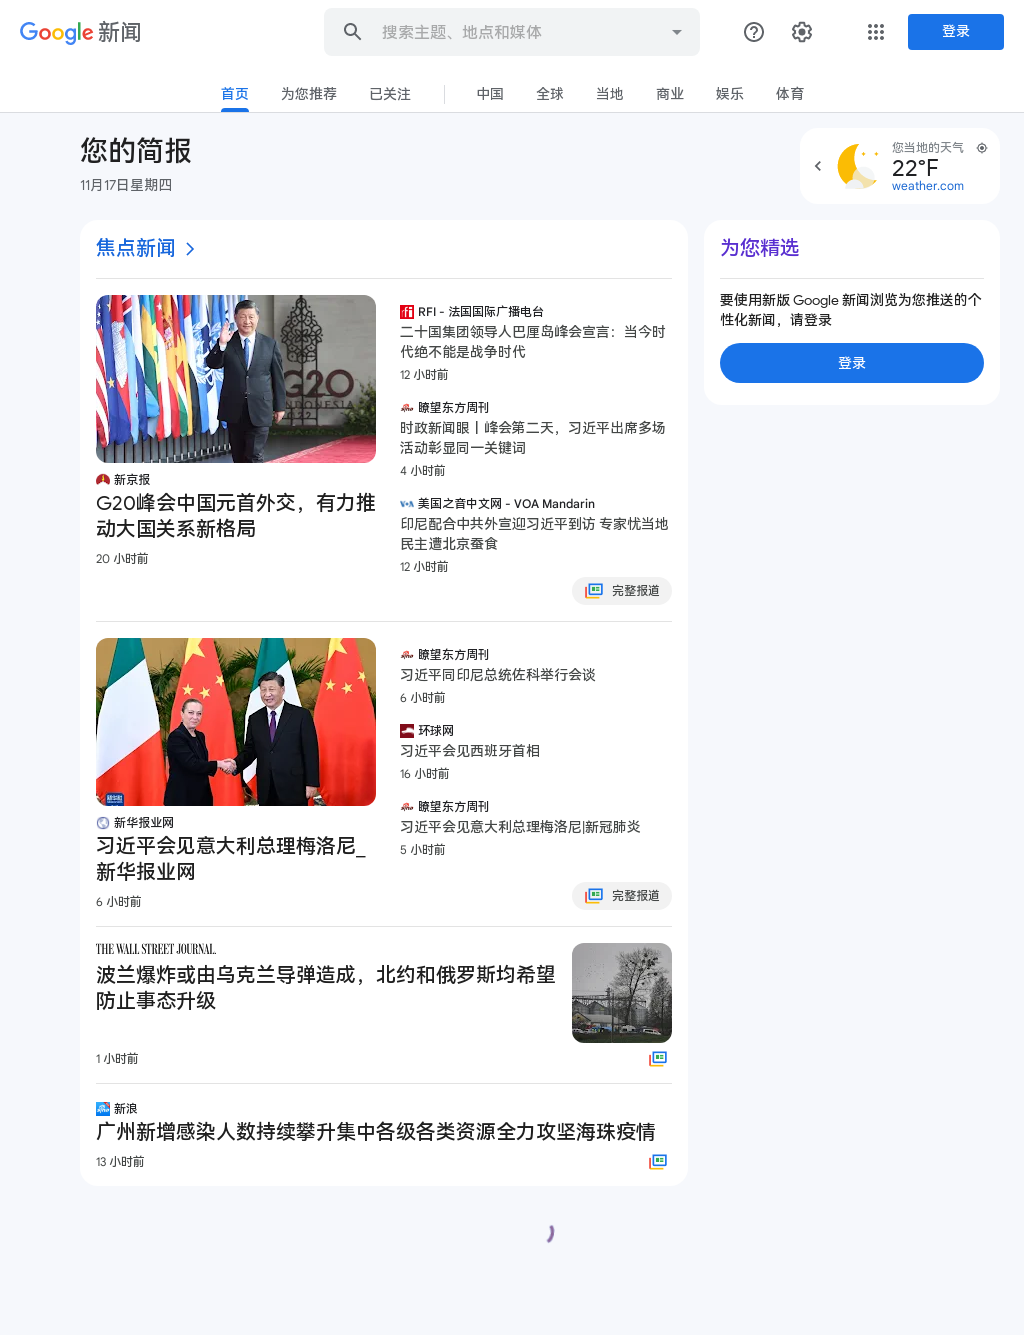 Google 新闻
搜索主题、地点和媒体
登录
首页
为您推荐
已关注
中国
全球
当地
商业
娱乐
体育
您的简报
11月17日星期四
您当地的天气
22°F
weather.com
焦点新闻
新京报
G20峰会中国元首外交，有力推
动大国关系新格局
20 小时前
RFI - 法国国际广播电台
二十国集团领导人巴厘岛峰会宣言：当今时
代绝不能是战争时代
12 小时前
瞭望东方周刊
时政新闻眼丨峰会第二天，习近平出席多场
活动彰显同一关键词
4 小时前
美国之音中文网 - VOA Mandarin
印尼配合中共外宣迎习近平到访 专家忧当地
民主遭北京蚕食
12 小时前
完整报道
G20
INDONESIA
2022
新华报业网
习近平会见意大利总理梅洛尼_
新华报业网
6 小时前
瞭望东方周刊
习近平同印尼总统佐科举行会谈
6 小时前
环球网
习近平会见西班牙首相
16 小时前
瞭望东方周刊
习近平会见意大利总理梅洛尼|新冠肺炎
5 小时前
完整报道
THE WALL STREET JOURNAL.
波兰爆炸或由乌克兰导弹造成，北约和俄罗斯均希望
防止事态升级
1 小时前
新浪
广州新增感染人数持续攀升集中各级各类资源全力攻坚海珠疫情
13 小时前
为您精选
要使用新版 Google 新闻浏览为您推送的个
性化新闻，请登录
登录